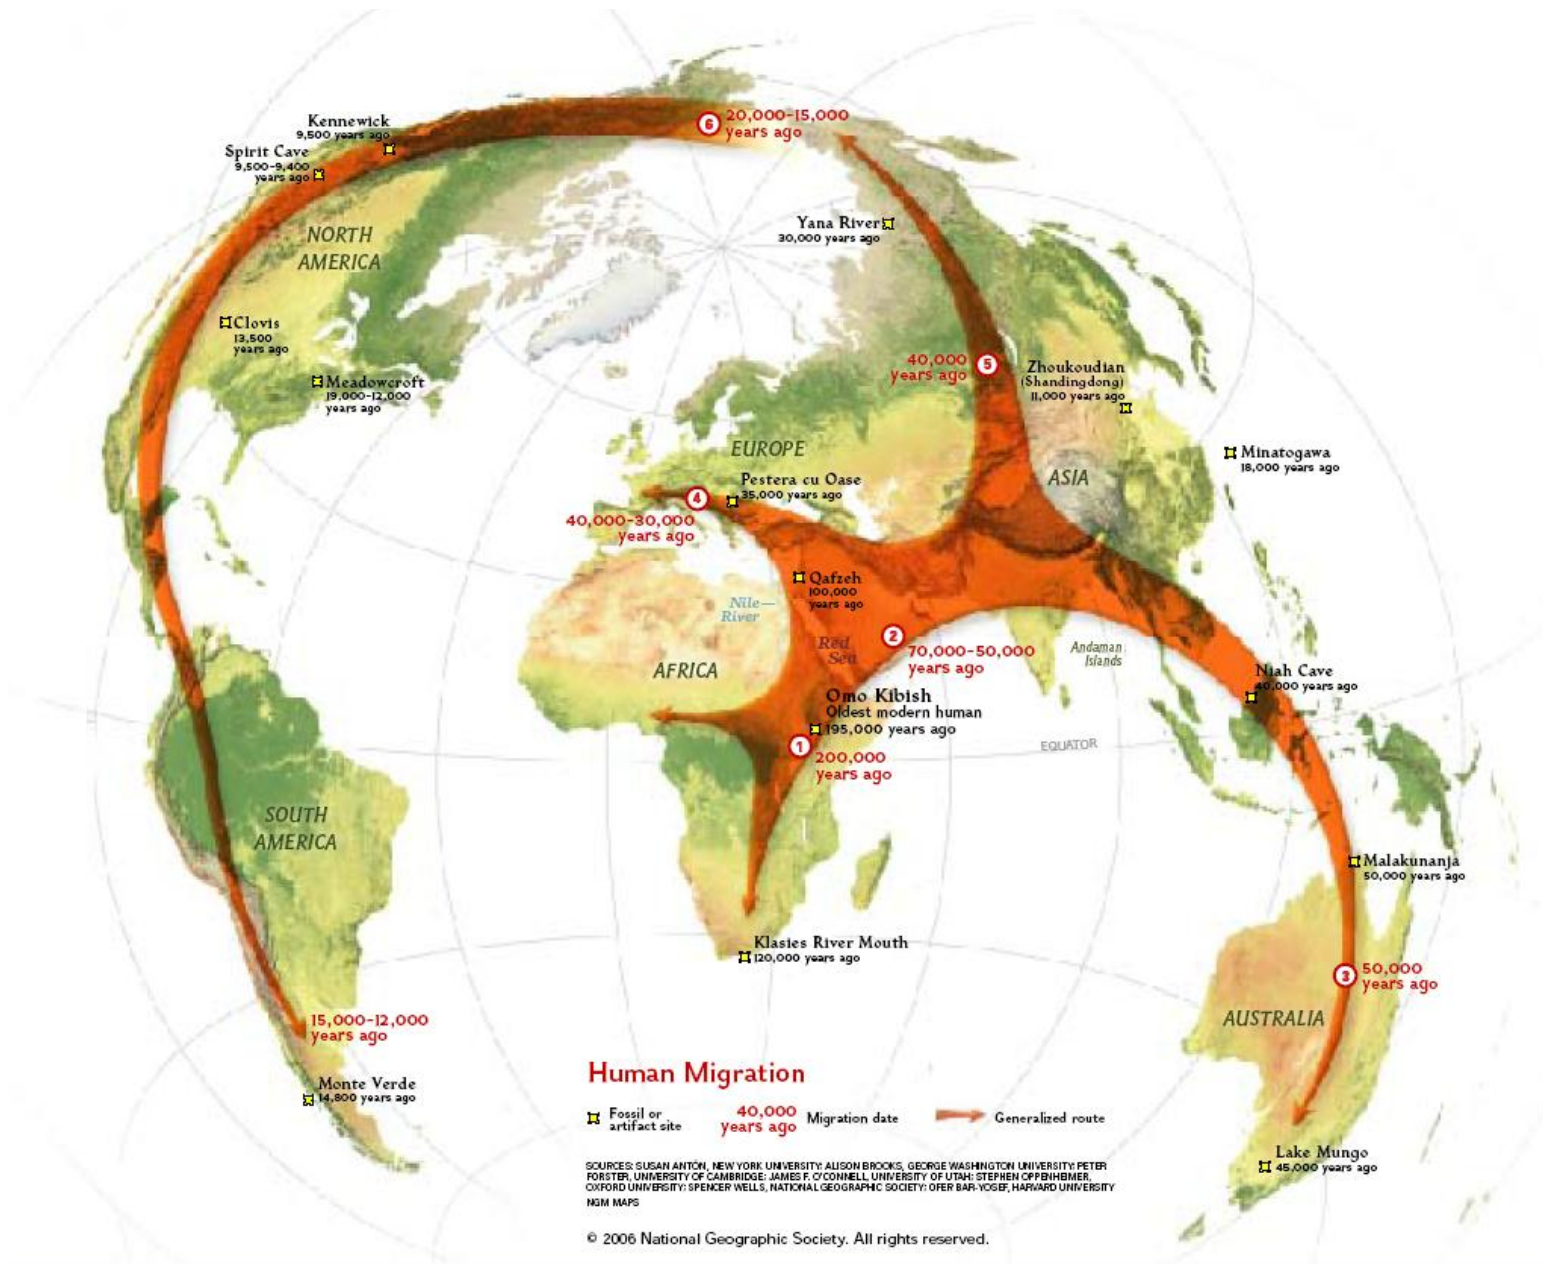 Kennewick
9,500 years ago
Spirit Cave
9,500–9,400
years ago
6
20,000–15,000
years ago
NORTH
AMERICA
Yana River
30,000 years ago
Clovis
13,500
years ago
Meadowcroft
19,000–12,000
years ago
40,000
years ago
5
Zhoukoudian
(Shandingdong)
11,000 years ago
EUROPE
Minatogawa
18,000 years ago
ASIA
Pestera cu Oase
35,000 years ago
4
40,000–30,000
years ago
Qafzeh
100,000
years ago
Nile
River
Red
Sea
2
70,000–50,000
years ago
Andaman
Islands
AFRICA
Niah Cave
40,000 years ago
Omo Kibish
Oldest modern human
195,000 years ago
1
200,000
years ago
EQUATOR
SOUTH
AMERICA
Malakunanja
50,000 years ago
Klasies River Mouth
120,000 years ago
3
50,000
years ago
AUSTRALIA
15,000–12,000
years ago
Monte Verde
14,800 years ago
Human Migration
Fossil or
artifact site
40,000
years ago
Migration date
Generalized route
Lake Mungo
45,000 years ago
SOURCES: SUSAN ANTÓN, NEW YORK UNIVERSITY; ALISON BROOKS, GEORGE WASHINGTON UNIVERSITY; PETER
FORSTER, UNIVERSITY OF CAMBRIDGE; JAMES F. O'CONNELL, UNIVERSITY OF UTAH; STEPHEN OPPENHEIMER,
OXFORD UNIVERSITY; SPENCER WELLS, NATIONAL GEOGRAPHIC SOCIETY; OFER BAR-YOSEF, HARVARD UNIVERSITY
NGM MAPS
© 2006 National Geographic Society. All rights reserved.